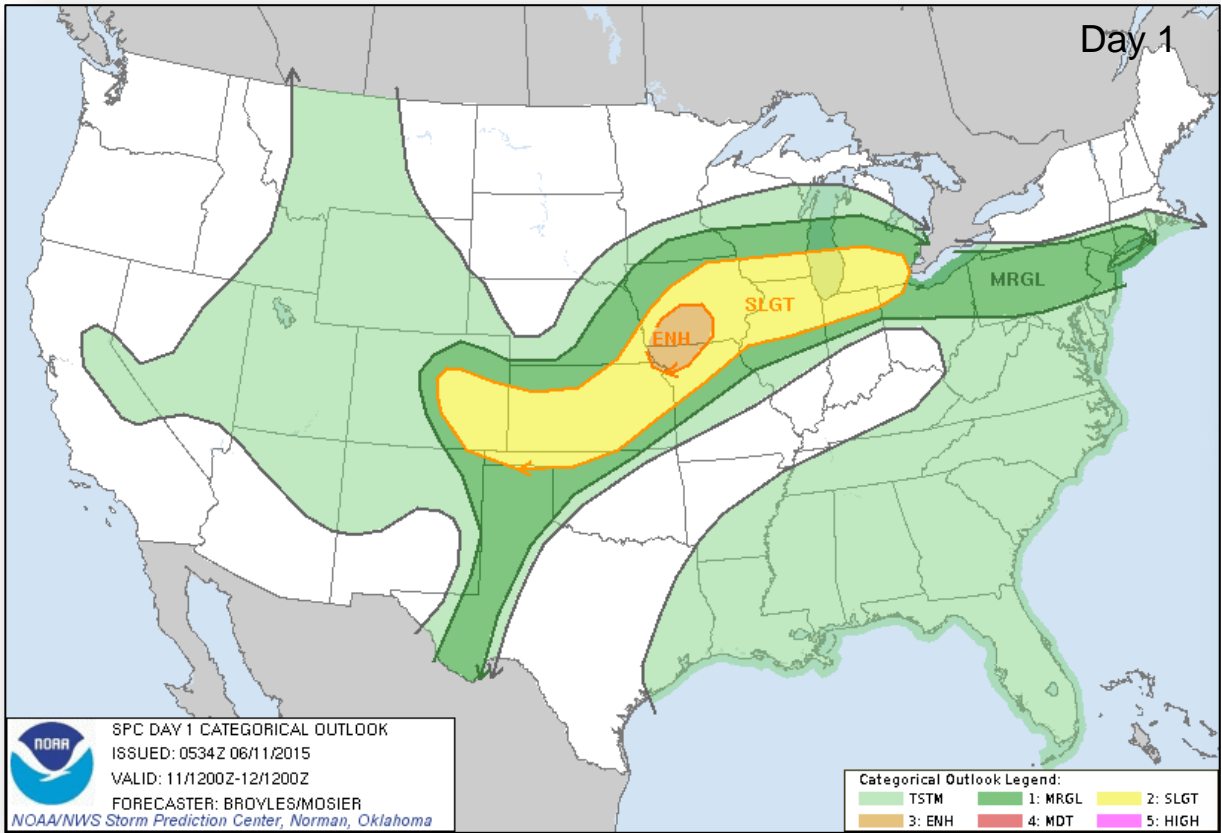 Day 1
MRGL
SLGT
ENH
NOAA
SPC DAY 1 CATEGORICAL OUTLOOK
ISSUED: 0534Z 06/11/2015
VALID: 11/1200Z-12/1200Z
FORECASTER: BROYLES/MOSIER
NOAA/NWS Storm Prediction Center, Norman, Oklahoma
Categorical Outlook Legend:
TSTM 1: MRGL 2: SLGT
3: ENH 4: MDT 5: HIGH